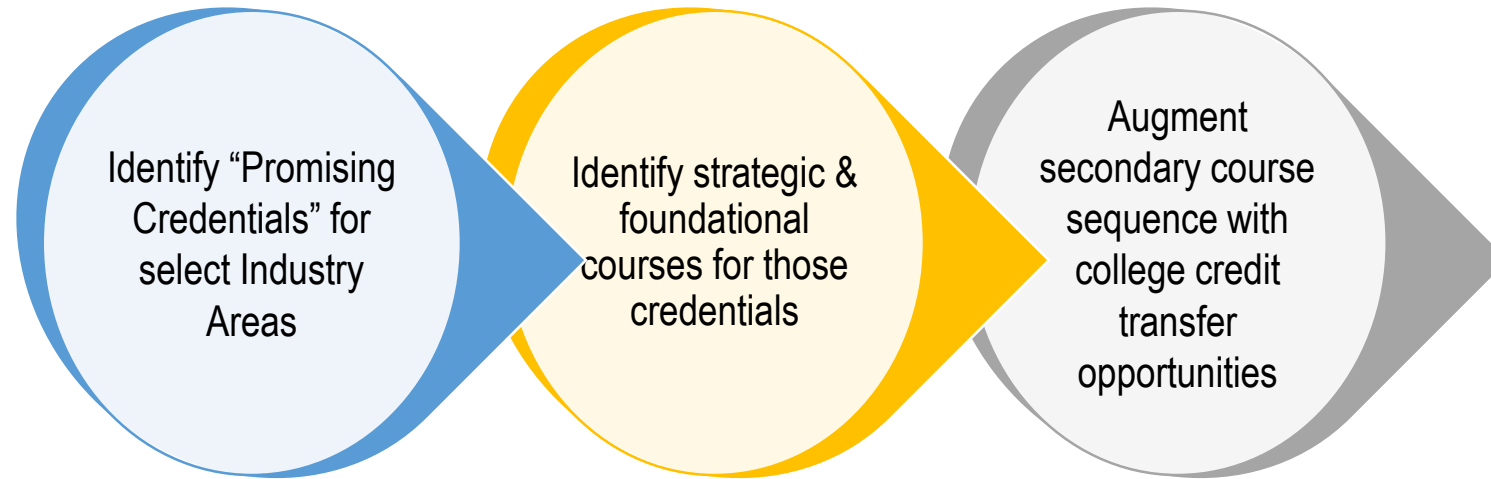 Identify “Promising
Credentials” for
select Industry
Areas
Identify strategic &
foundational
courses for those
credentials
Augment
secondary course
sequence with
college credit
transfer
opportunities